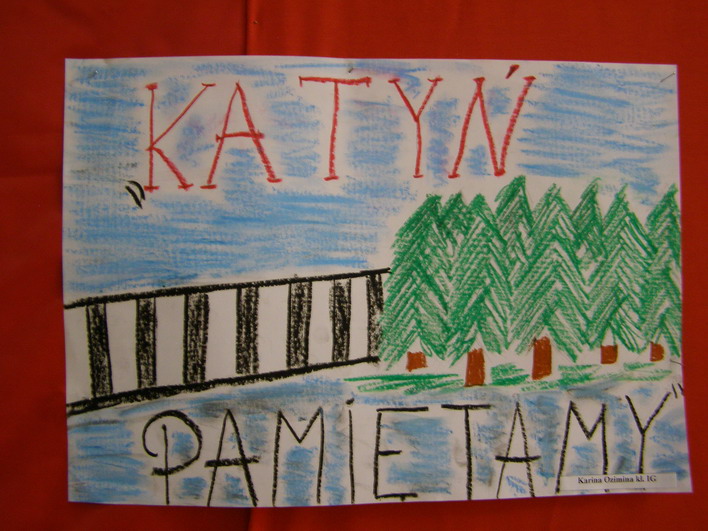 „KATYŃ
PAMIETAMY”
Karina Ozimina kl. IG